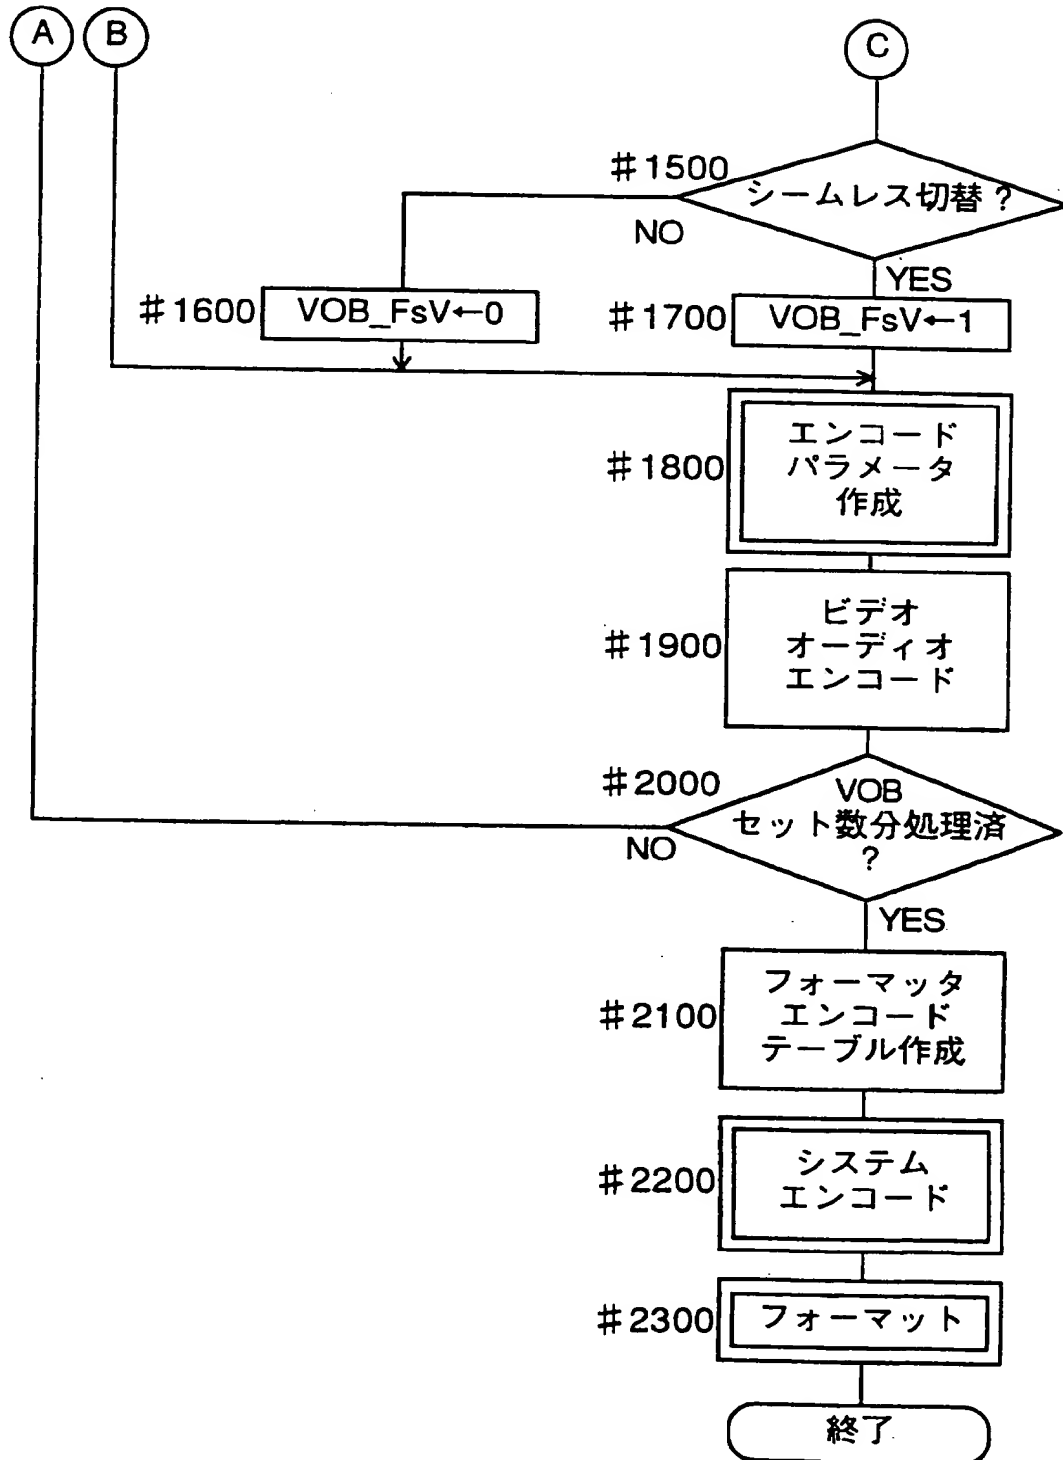 A
B
C
#1500
シームレス切替?
NO
YES
#1600
VOB_FsV←0
#1700
VOB_FsV←1
#1800
エンコード
パラメータ
作成
#1900
ビデオ
オーディオ
エンコード
#2000
VOB
セット数分処理済
?
NO
YES
#2100
フォーマッタ
エンコード
テーブル作成
#2200
システム
エンコード
#2300
フォーマット
終了